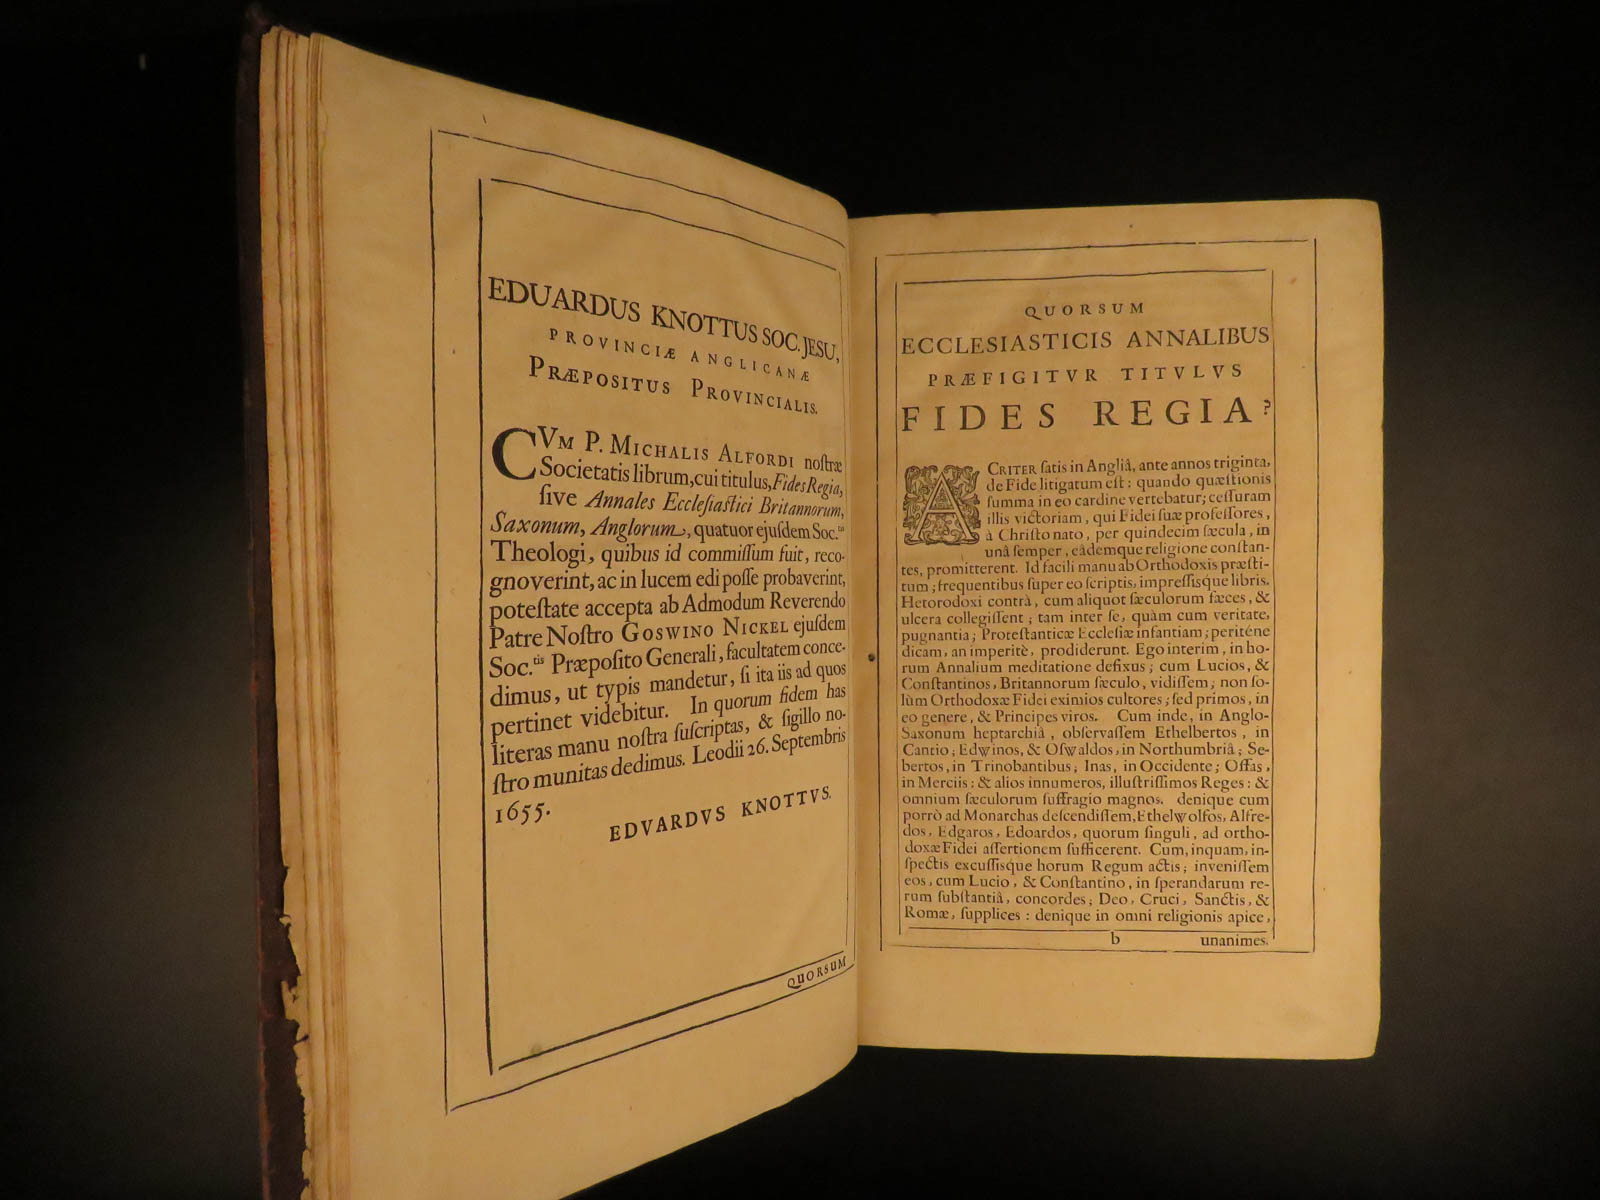 EDUARDUS KNOTTUS SOC. JESU,
PROVINCIÆ ANGLICANÆ
PRÆPOSITUS PROVINCIALIS.
CVM P. MICHALIS ALFORDI noſtræ
Societatis librum, cui titulus, Fides Regia,
ſive Annales Eccleſiaſtici Britannorum,
Saxonum, Anglorum, quatuor ejuſdem Soc.tis
Theologi, quibus id commiſſum fuit, reco-
gnoverint, ac in lucem edi poſſe probaverint,
poteſtate accepta ab Admodum Reverendo
Patre Noſtro GOSWINO NICKEL ejuſdem
Soc.tis Præpoſito Generali, facultatem conce-
dimus, ut typis mandetur, ſi ita iis ad quos
pertinet videbitur. In quorum fidem has
literas manu noſtra ſuſcriptas, & ſigillo no-
ſtro munitas dedimus. Leodii 26. Septembris
1655.
EDVARDVS KNOTTVS.
QUORSUM
QUORSUM
ECCLESIASTICIS ANNALIBUS
PRÆFIGITVR TITVLVS
FIDES REGIA?
ACRITER ſatis in Angliâ, ante annos triginta,
de Fide litigatum eſt: quando quæſtionis
ſumma in eo cardine vertebatur; ceſſuram
illis victoriam, qui Fidei ſuæ profeſſores,
à Chriſto nato, per quindecim ſæcula, in
unâ ſemper, eâdemque religione conſtan-
tes, promitterent. Id facili manu ab Orthodoxis præſti-
tum; frequentibus ſuper eo ſcriptis, impreſſisque libris.
Heterodoxi contrà, cum aliquot ſæculorum fæces, &
ulcera collegiſſent; tam inter ſe, quàm cum veritate,
pugnantia; Proteſtanticæ Eccleſiæ infantiam; peritène
dicam, an imperitè, prodiderunt. Ego interim, in ho-
rum Annalium meditatione defixus; cum Lucios, &
Conſtantinos, Britannorum ſæculo, vidiſſem; non ſo-
lùm Orthodoxæ Fidei eximios cultores; ſed primos, in
eo genere, & Principes viros. Cum inde, in Anglo-
Saxonum heptarchiâ, obſervaſſem Ethelbertos, in
Cantio; Edwinos, & Oſwaldos, in Northumbriâ; Se-
bertos, in Trinobantibus; Inas, in Occidente; Offas,
in Merciis: & alios innumeros, illuſtriſſimos Reges: &
omnium ſæculorum ſuffragio magnos. denique cum
porrò ad Monarchas deſcendiſſem, Ethelwolfos, Alfre-
dos, Edgaros, Edoardos, quorum ſinguli, ad ortho-
doxæ Fidei aſſertionem ſufficerent. Cum, inquam, in-
ſpectis excuſſisque horum Regum actis; inveniſſem
eos, cum Lucio, & Conſtantino, in ſperandarum re-
rum ſubſtantiâ, concordes; Deo, Cruci, Sanctis, &
Romæ, ſupplices: denique in omni religionis apice,
b unanimes.